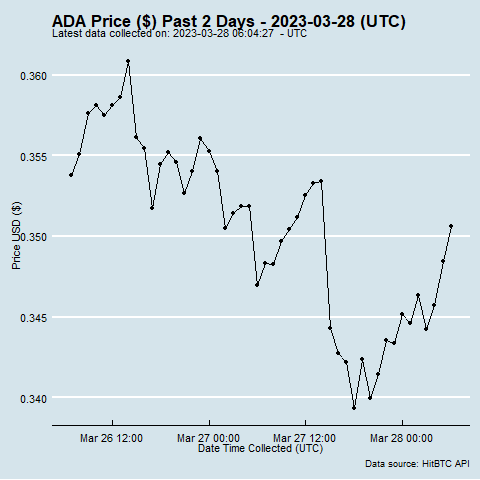 ADA Price ($) Past 2 Days - 2023-03-28 (UTC)
Latest data collected on: 2023-03-28 06:04:27 - UTC
0.360
0.355
0.350
0.345
0.340
Price USD ($)
Mar 26 12:00 Mar 27 00:00 Mar 27 12:00 Mar 28 00:00
Date Time Collected (UTC)
Data source: HitBTC API